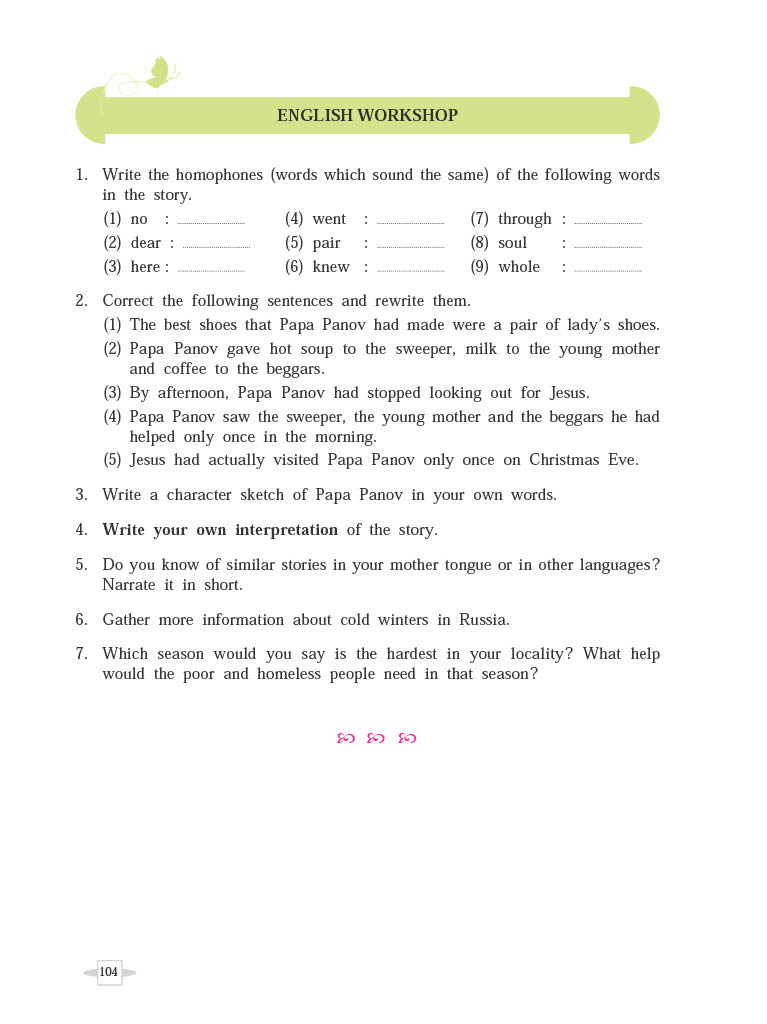 ENGLISH WORKSHOP
1. Write the homophones (words which sound the same) of the following words
in the story.
(1) no : .............................. (4) went : .............................. (7) through : ..............................
(2) dear : .............................. (5) pair : .............................. (8) soul : ..............................
(3) here : .............................. (6) knew : .............................. (9) whole : ..............................
2. Correct the following sentences and rewrite them.
(1) The best shoes that Papa Panov had made were a pair of lady's shoes.
(2) Papa Panov gave hot soup to the sweeper, milk to the young mother
and coffee to the beggars.
(3) By afternoon, Papa Panov had stopped looking out for Jesus.
(4) Papa Panov saw the sweeper, the young mother and the beggars he had
helped only once in the morning.
(5) Jesus had actually visited Papa Panov only once on Christmas Eve.
3. Write a character sketch of Papa Panov in your own words.
4. Write your own interpretation of the story.
5. Do you know of similar stories in your mother tongue or in other languages?
Narrate it in short.
6. Gather more information about cold winters in Russia.
7. Which season would you say is the hardest in your locality? What help
would the poor and homeless people need in that season?
104